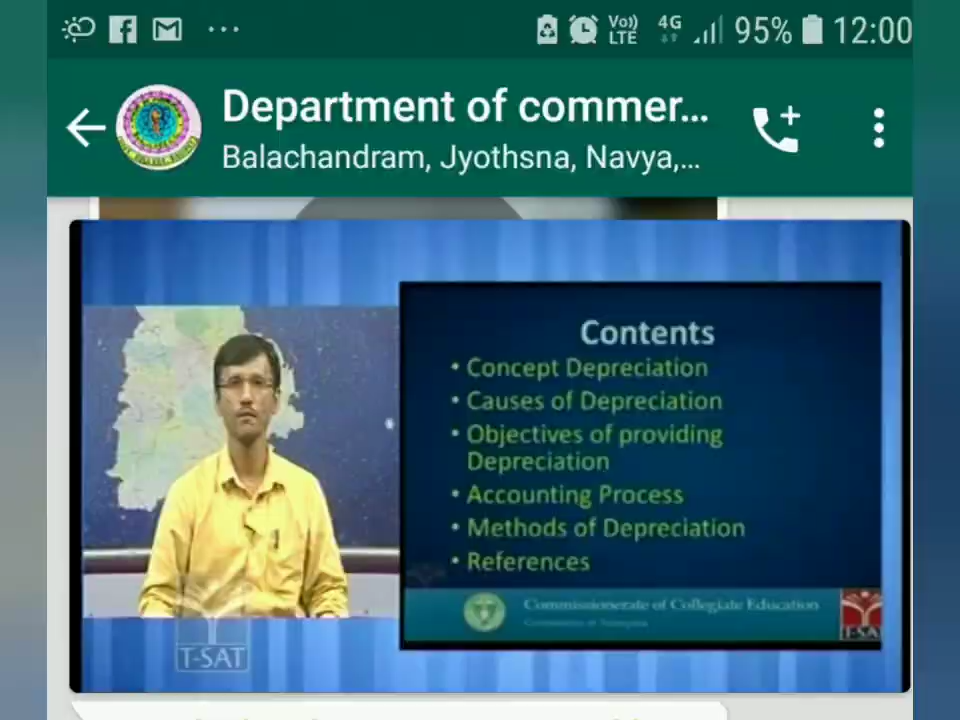 Vo))
LTE
4G
95%
12:00
Department of commer...
Balachandram, Jyothsna, Navya,...
Contents
• Concept Depreciation
• Causes of Depreciation
• Objectives of providing
Depreciation
• Accounting Process
• Methods of Depreciation
• References
Commissionerate of Collegiate Education
T-SAT
T-SAT